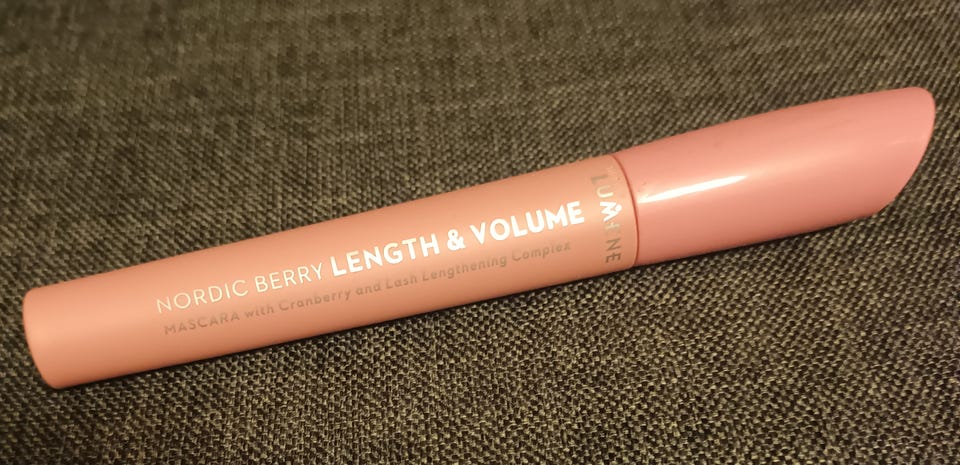 NORDIC BERRY LENGTH & VOLUME
MASCARA with Cranberry and Lash Lengthening Complex
LUMENE